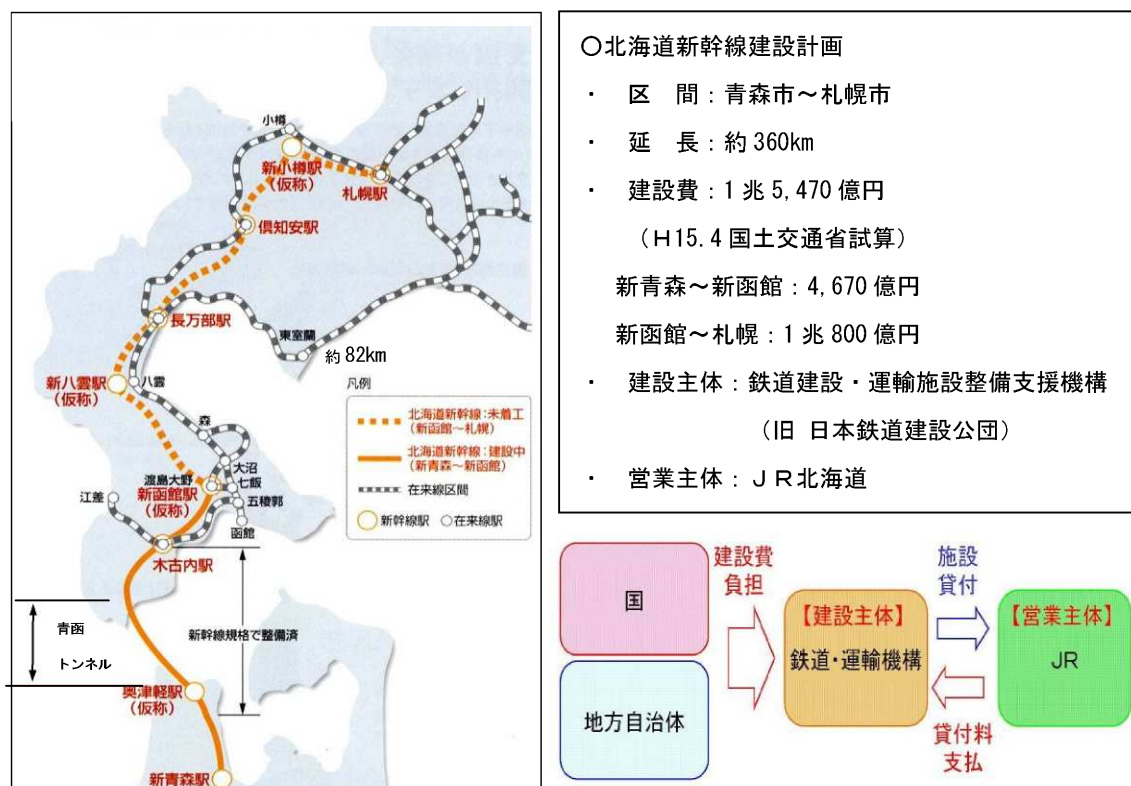 小樽
新小樽駅
(仮称)
札幌駅
倶知安駅
長万部駅
東室蘭
約82km
新八雲駅
(仮称)
八雲
森
大沼
渡島大野
七飯
新函館駅
(仮称)
五稜郭
江差
函館
木古内駅
新幹線規格で整備済
青函
トンネル
奥津軽駅
(仮称)
新青森駅
凡例
北海道新幹線:未着工
(新函館~札幌)
北海道新幹線:建設中
(新青森~新函館)
在来線区間
新幹線駅
在来線駅
○北海道新幹線建設計画
・ 区 間:青森市~札幌市
・ 延 長:約360km
・ 建設費:1兆5,470億円
(H15.4国土交通省試算)
新青森~新函館:4,670億円
新函館~札幌:1兆800億円
・ 建設主体:鉄道建設・運輸施設整備支援機構
(旧 日本鉄道建設公団)
・ 営業主体:JR北海道
国
地方自治体
建設費
負担
【建設主体】
鉄道・運輸機構
施設
貸付
【営業主体】
JR
貸付料
支払